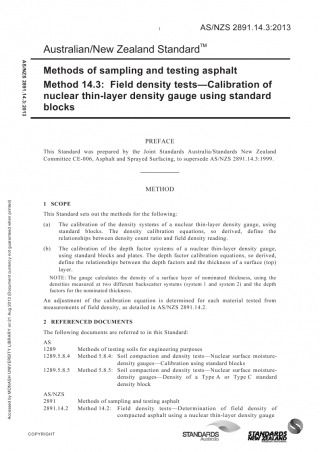 1
AS/NZS 2891.14.3:2013
Australian/New Zealand Standard™
Methods of sampling and testing asphalt
Method 14.3: Field density tests—Calibration of
nuclear thin-layer density gauge using standard
blocks
AS/NZS 2891.14.3:2013
PREFACE
This Standard was prepared by the Joint Standards Australia/Standards New Zealand
Committee CE-006, Asphalt and Sprayed Surfacing, to supersede AS/NZS 2891.14.3:1999.
METHOD
1 SCOPE
This Standard sets out the methods for the following:
(a) The calibration of the density systems of a nuclear thin-layer density gauge, using
standard blocks. The density calibration equations, so derived, define the
relationships between density count ratio and field density reading.
(b) The calibration of the depth factor systems of a nuclear thin-layer density gauge,
using standard blocks and plates. The depth factor calibration equations, so derived,
define the relationships between the depth factors and the thickness of a surface (top)
layer.
NOTE: The gauge calculates the density of a surface layer of nominated thickness, using the
densities measured at two different backscatter systems (system 1 and system 2) and the depth
factors for the nominated thickness.
An adjustment of the calibration equation is determined for each material tested from
measurements of field density, as detailed in AS/NZS 2891.14.2.
2 REFERENCED DOCUMENTS
The following documents are referred to in this Standard:
AS
1289 Methods of testing soils for engineering purposes
1289.5.8.4 Method 5.8.4: Soil compaction and density tests—Nuclear surface moisture-
density gauges—Calibration using standard blocks
1289.5.8.5 Method 5.8.5: Soil compaction and density tests—Nuclear surface moisture-
density gauges—Density of a Type A or Type C standard
density block
AS/NZS
2891 Methods of sampling and testing asphalt
2891.14.2 Method 14.2: Field density tests—Determination of field density of
compacted asphalt using a nuclear thin-layer density gauge
Accessed by MONASH UNIVERSITY LIBRARY on 21 Aug 2013 (Document currency not guaranteed when printed)
COPYRIGHT
STANDARDS
Australia
STANDARDS
NEW ZEALAND